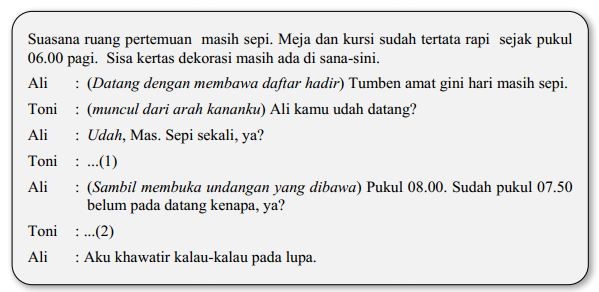 Suasana ruang pertemuan masih sepi. Meja dan kursi sudah tertata rapi sejak pukul
06.00 pagi. Sisa kertas dekorasi masih ada di sana-sini.
Ali : (Datang dengan membawa daftar hadir) Tumben amat gini hari masih sepi.
Toni : (muncul dari arah kananku) Ali kamu udah datang?
Ali : Udah, Mas. Sepi sekali, ya?
Toni : ...(1)
Ali : (Sambil membuka undangan yang dibawa) Pukul 08.00. Sudah pukul 07.50
belum pada datang kenapa, ya?
Toni : ...(2)
Ali : Aku khawatir kalau-kalau pada lupa.